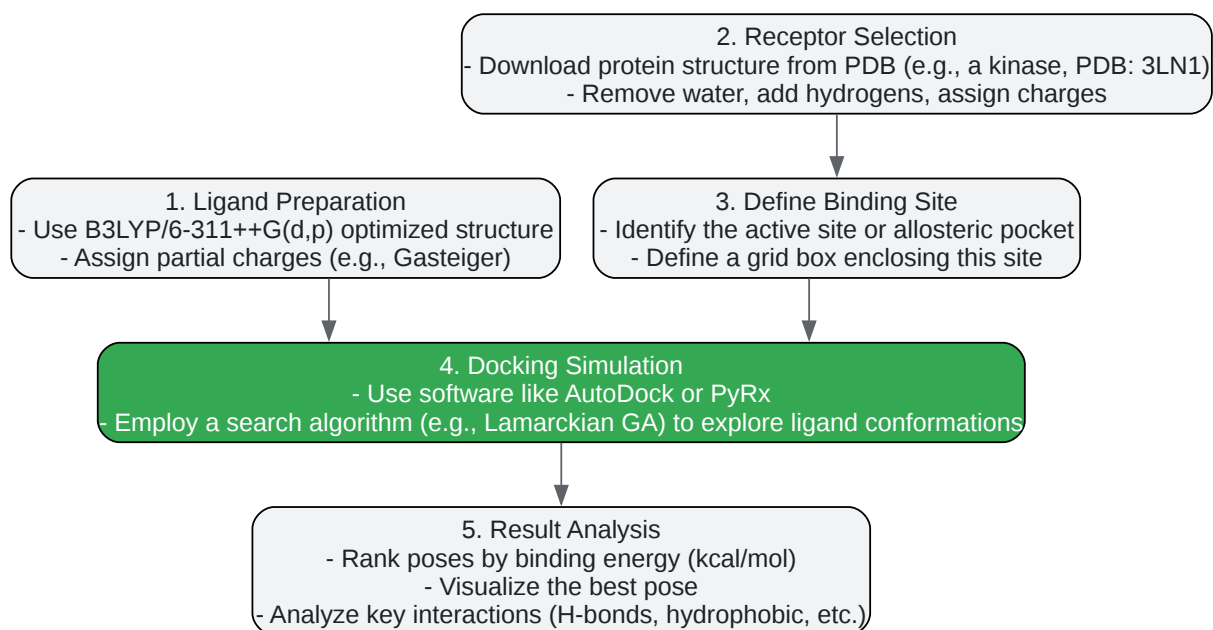 2. Receptor Selection
- Download protein structure from PDB (e.g., a kinase, PDB: 3LN1)
- Remove water, add hydrogens, assign charges
1. Ligand Preparation
- Use B3LYP/6-311++G(d,p) optimized structure
- Assign partial charges (e.g., Gasteiger)
3. Define Binding Site
- Identify the active site or allosteric pocket
- Define a grid box enclosing this site
4. Docking Simulation
- Use software like AutoDock or PyRx
- Employ a search algorithm (e.g., Lamarckian GA) to explore ligand conformations
5. Result Analysis
- Rank poses by binding energy (kcal/mol)
- Visualize the best pose
- Analyze key interactions (H-bonds, hydrophobic, etc.)